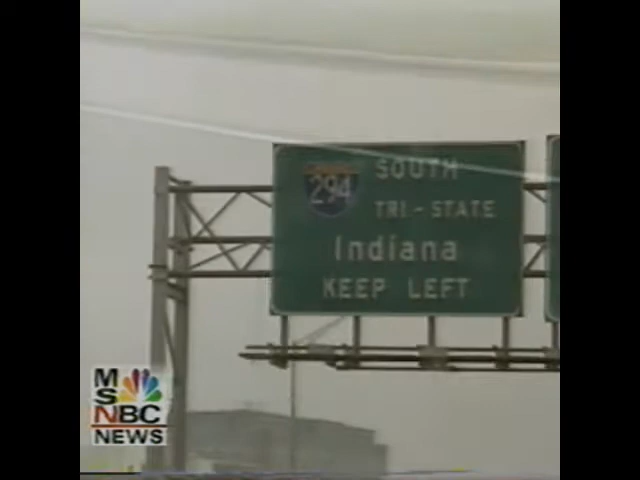 294
SOUTH
TRI-STATE
Indiana
KEEP LEFT
MSNBC
NEWS